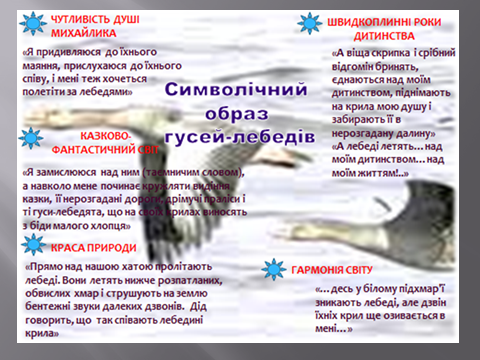 ЧУТЛИВІСТЬ ДУШІ
МИХАЙЛИКА
«Я придивляюся до їхнього
маяння, прислухаюся до їхнього
співу, і мені теж хочеться
полетіти за лебедями»
КАЗКОВО-
ФАНТАСТИЧНИЙ СВІТ
«Я замислююся над ним (таємничим словом),
а навколо мене починає кружляти видіння
казки, її нерозгадані дороги, дрімучі праліси і
ті гуси-лебедята, що на своїх крилах виносять
з біди малого хлопця»
КРАСА ПРИРОДИ
«Прямо над нашою хатою пролітають
лебеді. Вони летять нижче розпатланих,
обвислих хмар і струшують на землю
бентежні звуки далеких дзвонів. Дід
говорить, що так співають лебедині
крила»
Символічний
образ
гусей-лебедів
ШВИДКОПЛИННІ РОКИ
ДИТИНСТВА
«А віща скрипка і срібний
відгомін бринять,
єднаються над моїм
дитинством, піднімають
на крила мою душу і
забирають її в
нерозгадану далину»
«А лебеді летять... над
моїм дитинством... над
моїм життям!..»
ГАРМОНІЯ СВІТУ
«...десь у білому підхмар'ї
зникають лебеді, але дзвін
їхніх крил ще озивається в
мені...»